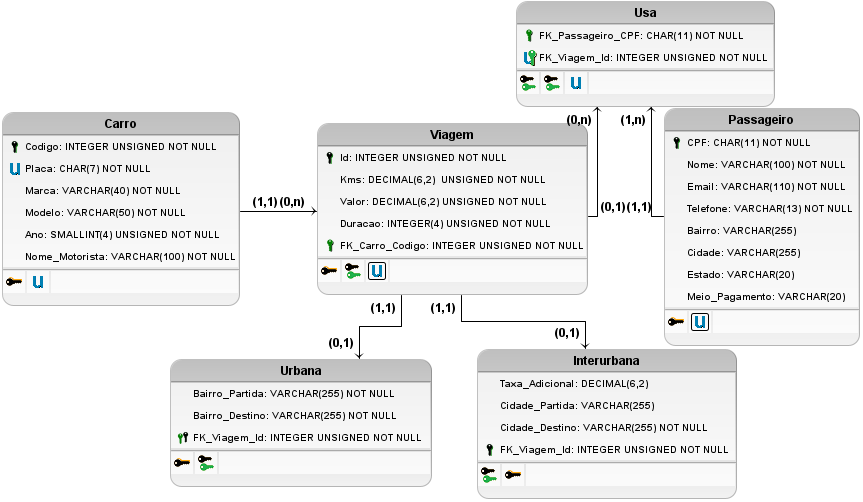 Usa
FK_Passageiro_CPF: CHAR(11) NOT NULL
FK_Viagem_Id: INTEGER UNSIGNED NOT NULL
Carro
Codigo: INTEGER UNSIGNED NOT NULL
Placa: CHAR(7) NOT NULL
Marca: VARCHAR(40) NOT NULL
Modelo: VARCHAR(50) NOT NULL
Ano: SMALLINT(4) UNSIGNED NOT NULL
Nome_Motorista: VARCHAR(100) NOT NULL
(1,1)
(0,n)
Viagem
Id: INTEGER UNSIGNED NOT NULL
Kms: DECIMAL(6,2) UNSIGNED NOT NULL
Valor: DECIMAL(6,2) UNSIGNED NOT NULL
Duracao: INTEGER(4) UNSIGNED NOT NULL
FK_Carro_Codigo: INTEGER UNSIGNED NOT NULL
(0,n)
(1,n)
(0,1)
(1,1)
Passageiro
CPF: CHAR(11) NOT NULL
Nome: VARCHAR(100) NOT NULL
Email: VARCHAR(110) NOT NULL
Telefone: VARCHAR(13) NOT NULL
Bairro: VARCHAR(255)
Cidade: VARCHAR(255)
Estado: VARCHAR(20)
Meio_Pagamento: VARCHAR(20)
(1,1)
(1,1)
(0,1)
(0,1)
Urbana
Bairro_Partida: VARCHAR(255) NOT NULL
Bairro_Destino: VARCHAR(255) NOT NULL
FK_Viagem_Id: INTEGER UNSIGNED NOT NULL
Interurbana
Taxa_Adicional: DECIMAL(6,2)
Cidade_Partida: VARCHAR(255)
Cidade_Destino: VARCHAR(255) NOT NULL
FK_Viagem_Id: INTEGER UNSIGNED NOT NULL